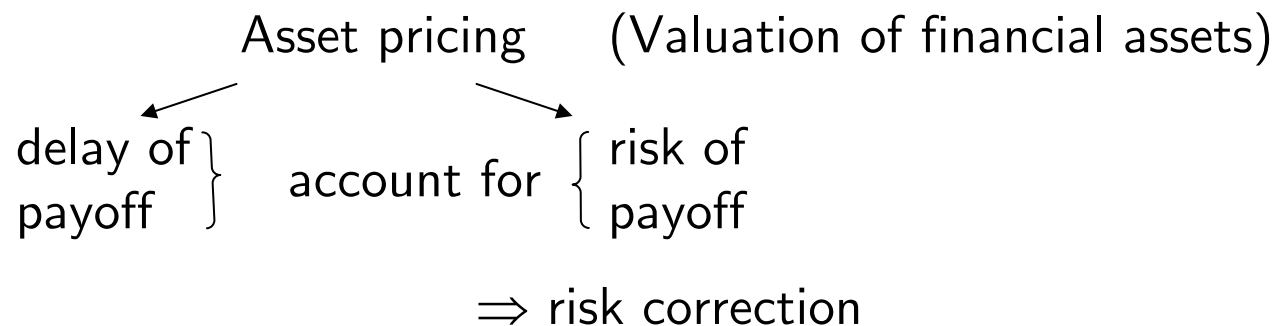 Asset pricing (Valuation of financial assets)
delay of payoff } account for { risk of payoff
⇒ risk correction